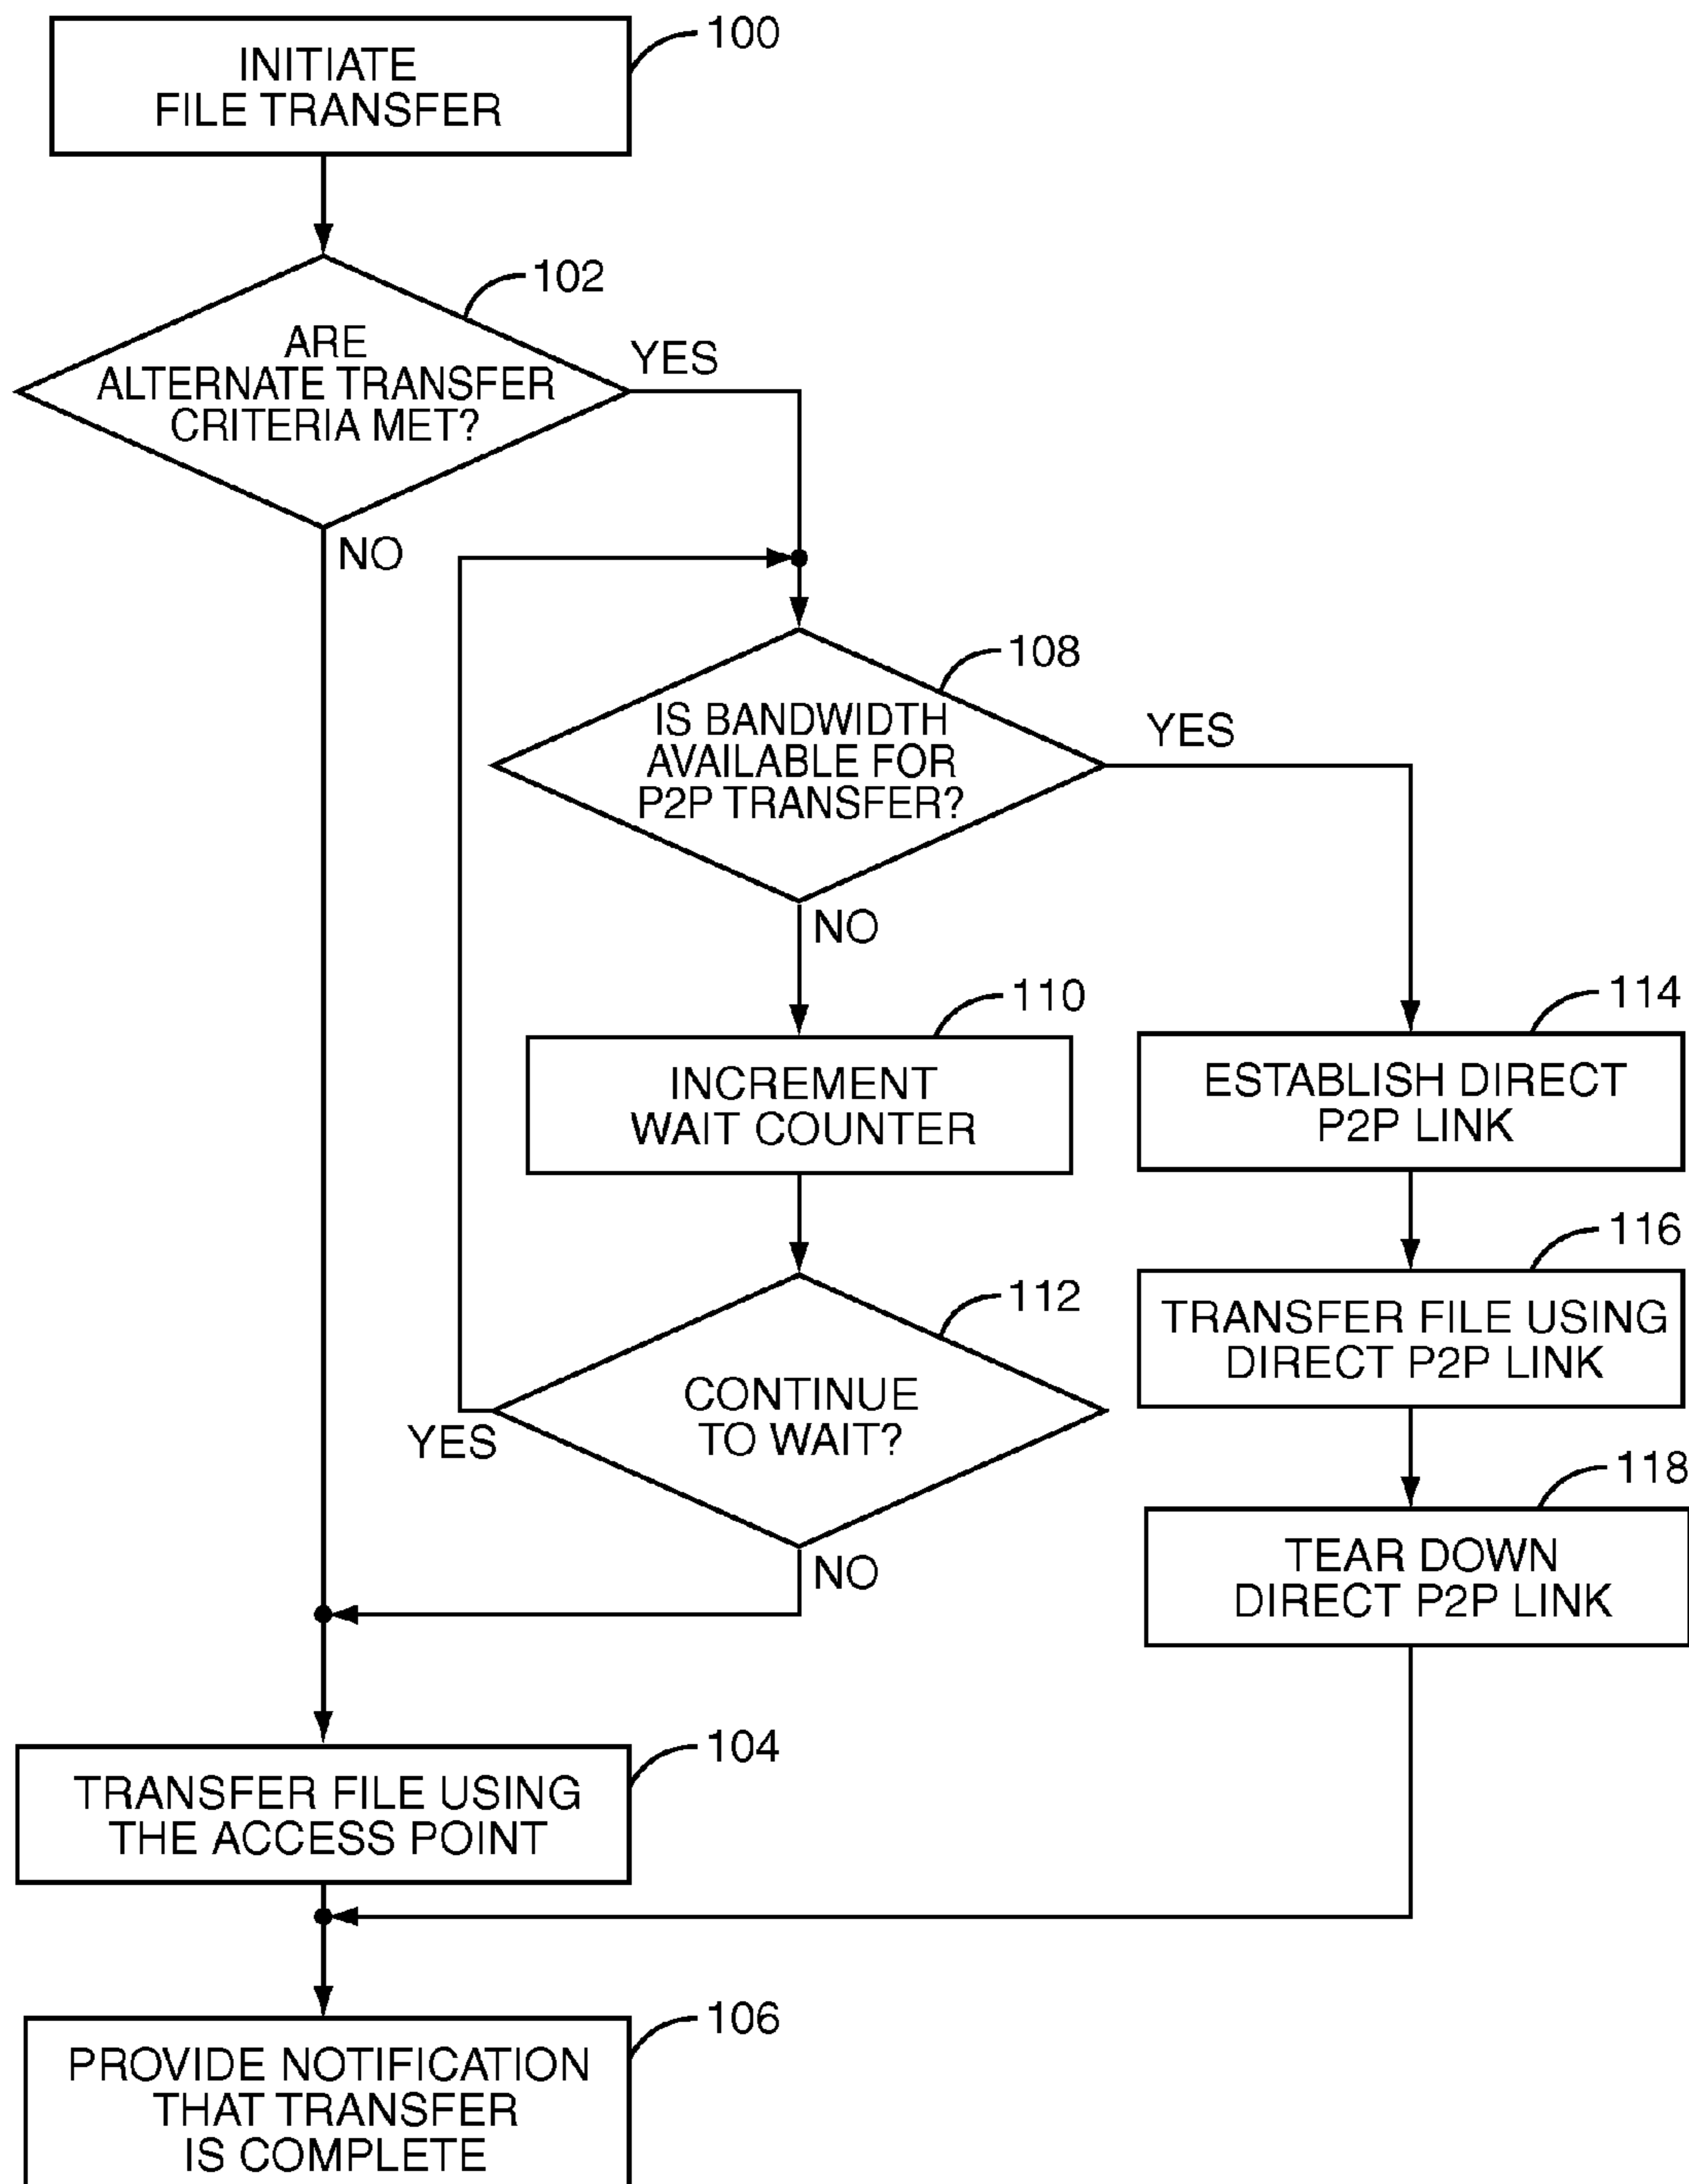 100
INITIATE
FILE TRANSFER
102
ARE
ALTERNATE TRANSFER
CRITERIA MET?
YES
NO
108
IS BANDWIDTH
AVAILABLE FOR
P2P TRANSFER?
YES
NO
110
INCREMENT
WAIT COUNTER
114
ESTABLISH DIRECT
P2P LINK
116
TRANSFER FILE USING
DIRECT P2P LINK
112
CONTINUE
TO WAIT?
YES
NO
118
TEAR DOWN
DIRECT P2P LINK
104
TRANSFER FILE USING
THE ACCESS POINT
106
PROVIDE NOTIFICATION
THAT TRANSFER
IS COMPLETE